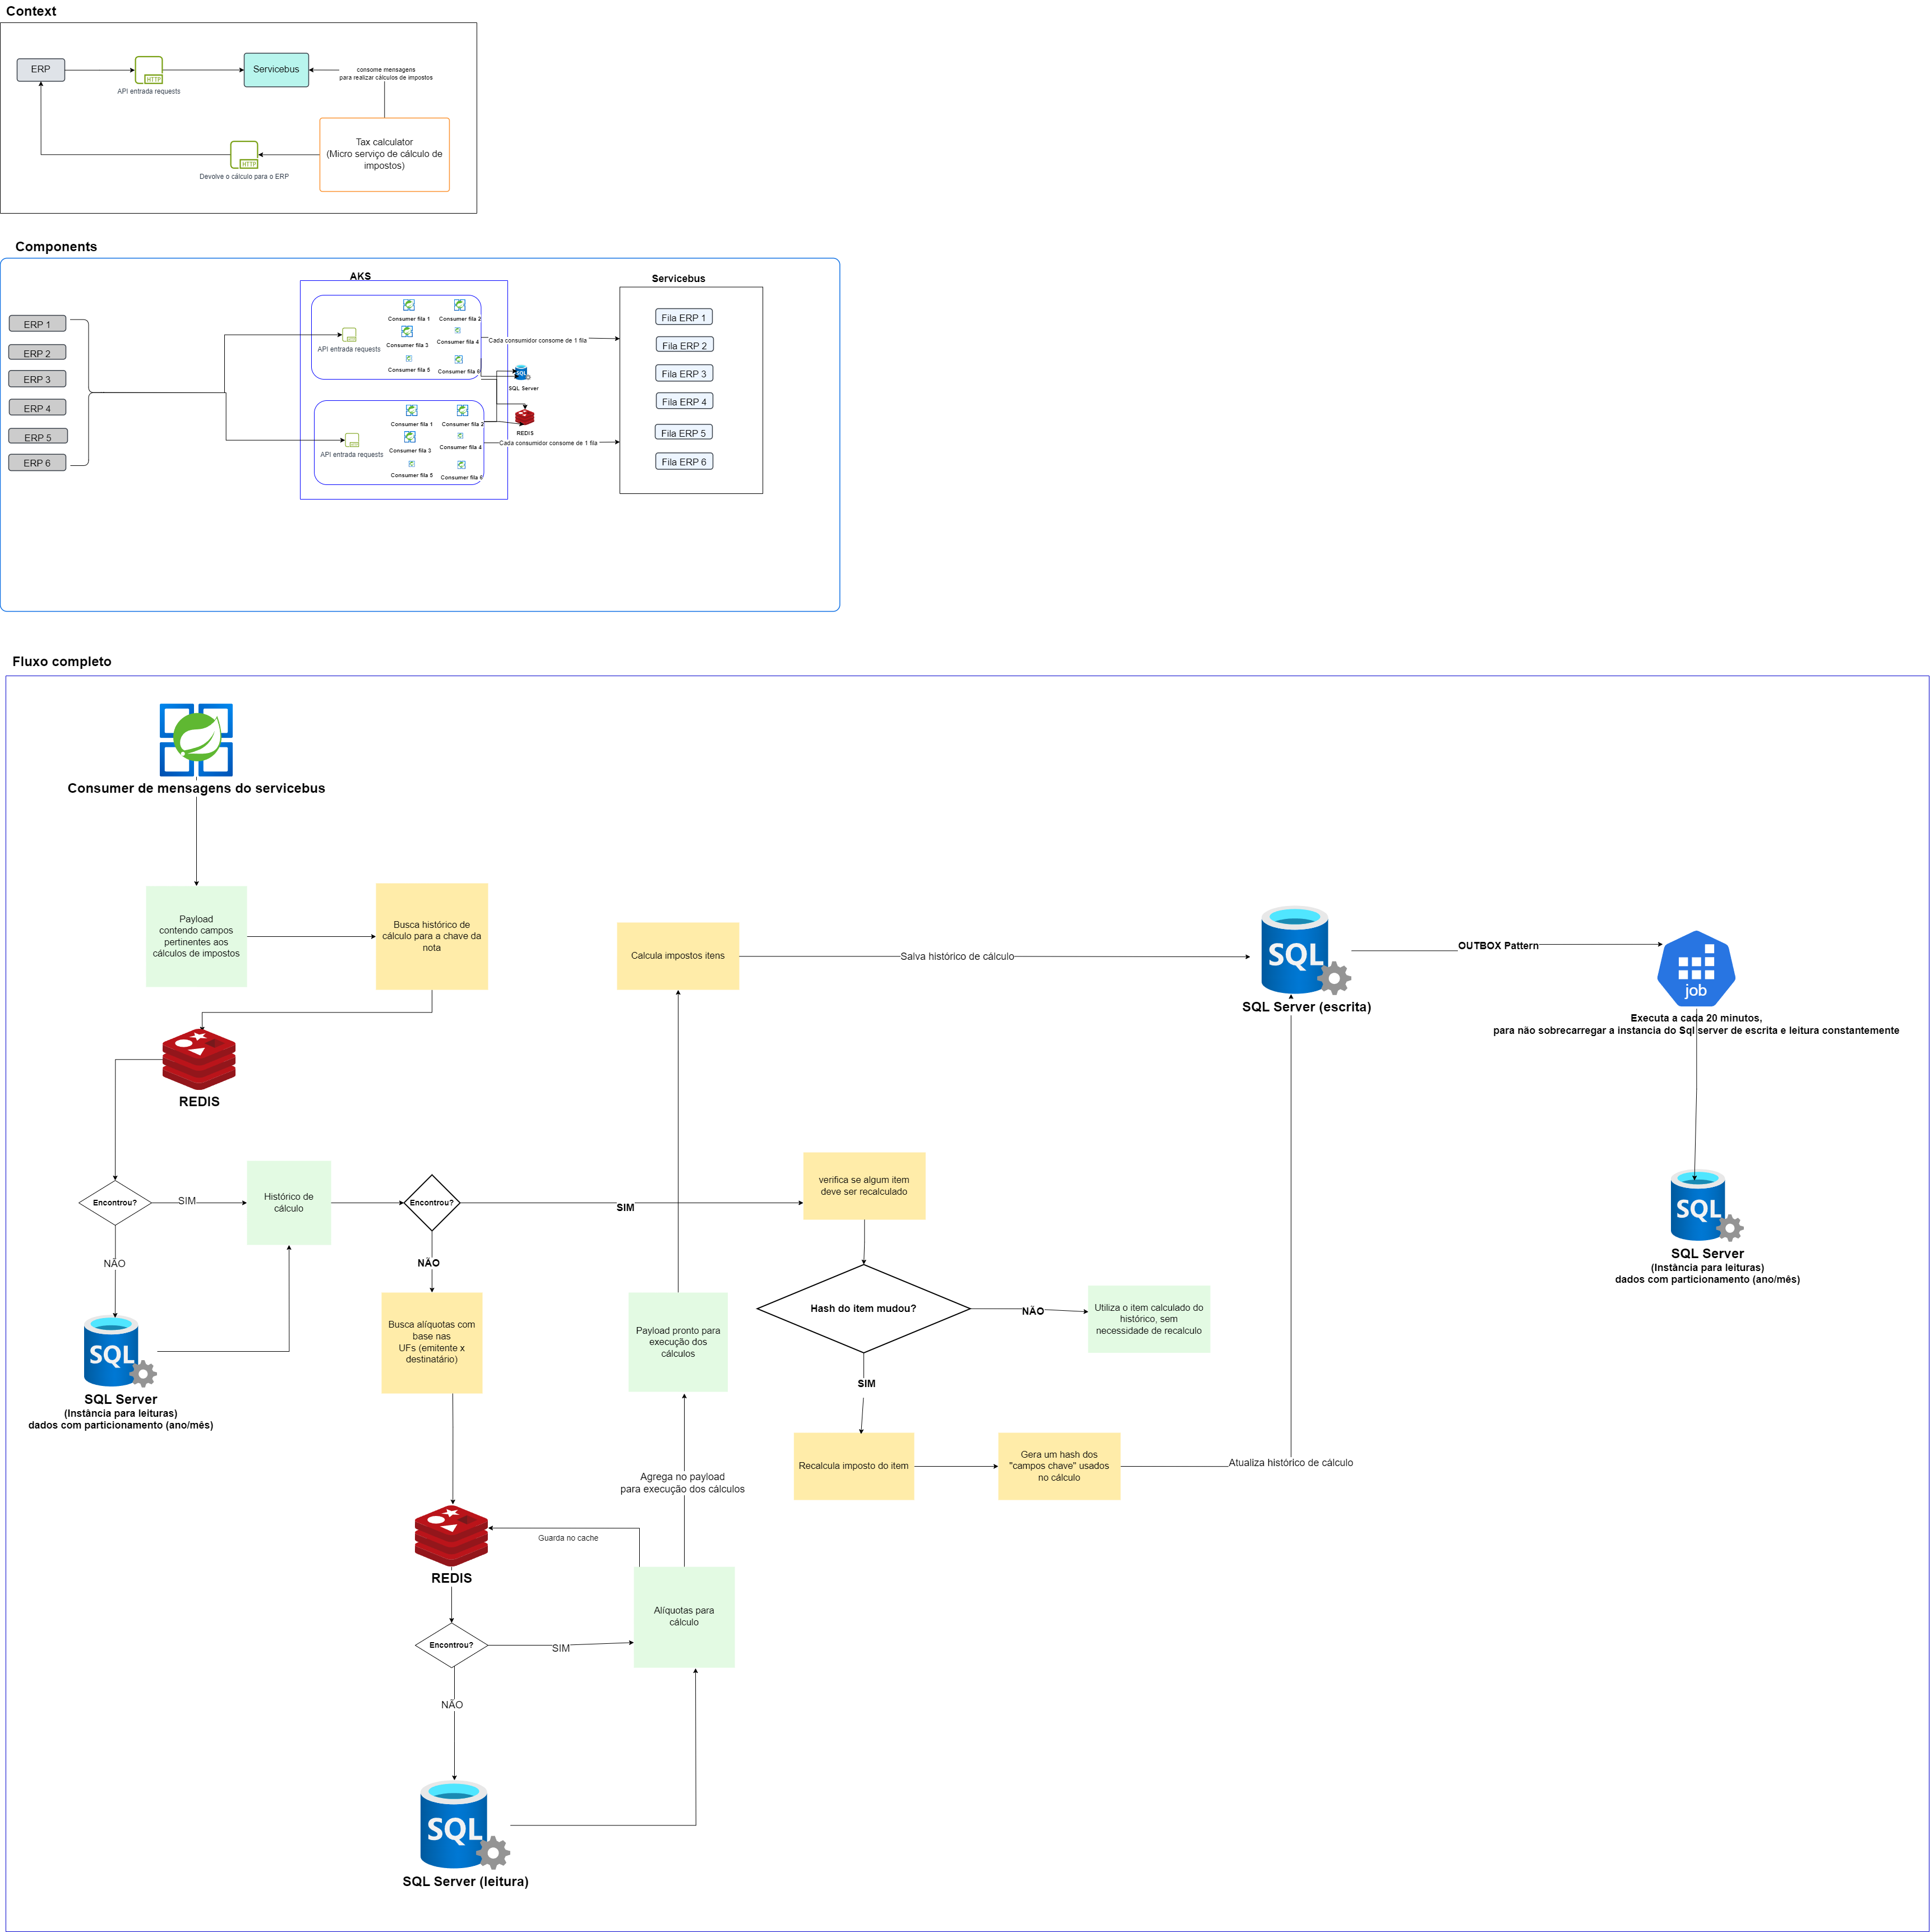 Context
ERP
HTTP
API entrada requests
Servicebus
consome mensagens
para realizar cálculos de impostos
Tax calculator
(Micro serviço de cálculo de
impostos)
HTTP
Devolve o cálculo para o ERP
Components
ERP 1
ERP 2
ERP 3
ERP 4
ERP 5
ERP 6
AKS
API entrada requests
Consumer fila 1
Consumer fila 2
Consumer fila 3
Consumer fila 4
Consumer fila 5
Consumer fila 6
Cada consumidor consome de 1 fila
SQL
SQL Server
REDIS
API entrada requests
Consumer fila 1
Consumer fila 2
Consumer fila 3
Consumer fila 4
Consumer fila 5
Consumer fila 6
Cada consumidor consome de 1 fila
Servicebus
Fila ERP 1
Fila ERP 2
Fila ERP 3
Fila ERP 4
Fila ERP 5
Fila ERP 6
Fluxo completo
Consumer de mensagens do servicebus
Payload
contendo campos
pertinentes aos
cálculos de impostos
Busca histórico de
cálculo para a chave da
nota
REDIS
Encontrou?
SIM
NÃO
SQL
SQL Server
(Instância para leituras)
dados com particionamento (ano/mês)
Histórico de
cálculo
Encontrou?
SIM
NÃO
Busca alíquotas com
base nas
UFs (emitente x
destinatário)
REDIS
Guarda no cache
Encontrou?
SIM
NÃO
SQL
SQL Server (leitura)
Alíquotas para
cálculo
Agrega no payload
para execução dos cálculos
Payload pronto para
execução dos
cálculos
Calcula impostos itens
Salva histórico de cálculo
verifica se algum item
deve ser recalculado
Hash do item mudou?
NÃO
Utiliza o item calculado do
histórico, sem
necessidade de recalculo
SIM
Recalcula imposto do item
Gera um hash dos
"campos chave" usados
no cálculo
Atualiza histórico de cálculo
SQL
SQL Server (escrita)
OUTBOX Pattern
job
Executa a cada 20 minutos,
para não sobrecarregar a instancia do Sql server de escrita e leitura constantemente
SQL
SQL Server
(Instância para leituras)
dados com particionamento (ano/mês)